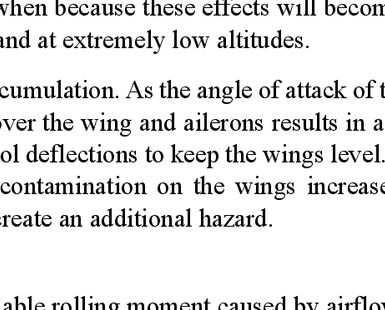 when because these effects will becom
and at extremely low altitudes.
cumulation. As the angle of attack of t
over the wing and ailerons results in a
ol deflections to keep the wings level.
contamination on the wings increase
create an additional hazard.
able rolling moment caused by airflow